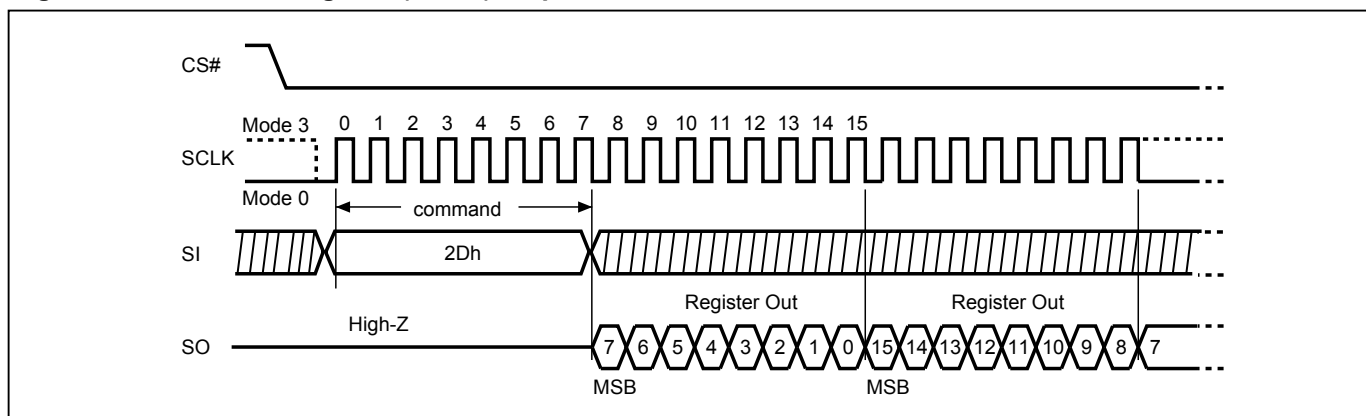 CS#
Mode 3 0 1 2 3 4 5 6 7 8 9 10 11 12 13 14 15
SCLK
Mode 0
command
SI 2Dh
Register Out Register Out
High-Z
SO 7 6 5 4 3 2 1 0 15 14 13 12 11 10 9 8 7
MSB MSB